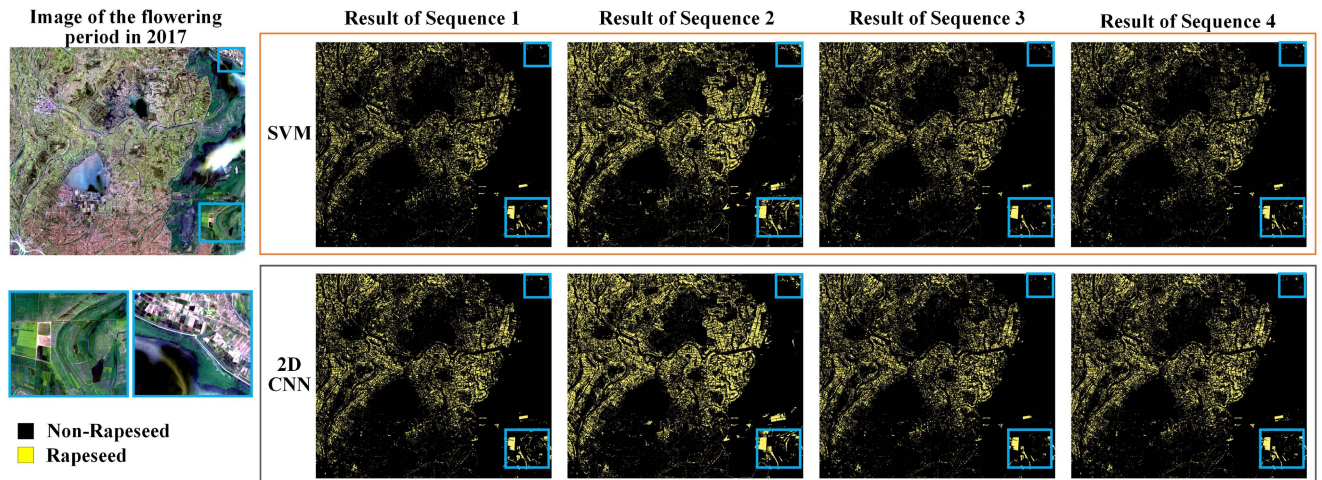 Image of the flowering
period in 2017
Result of Sequence 1
Result of Sequence 2
Result of Sequence 3
Result of Sequence 4
SVM
2D
CNN
Non-Rapeseed
Rapeseed